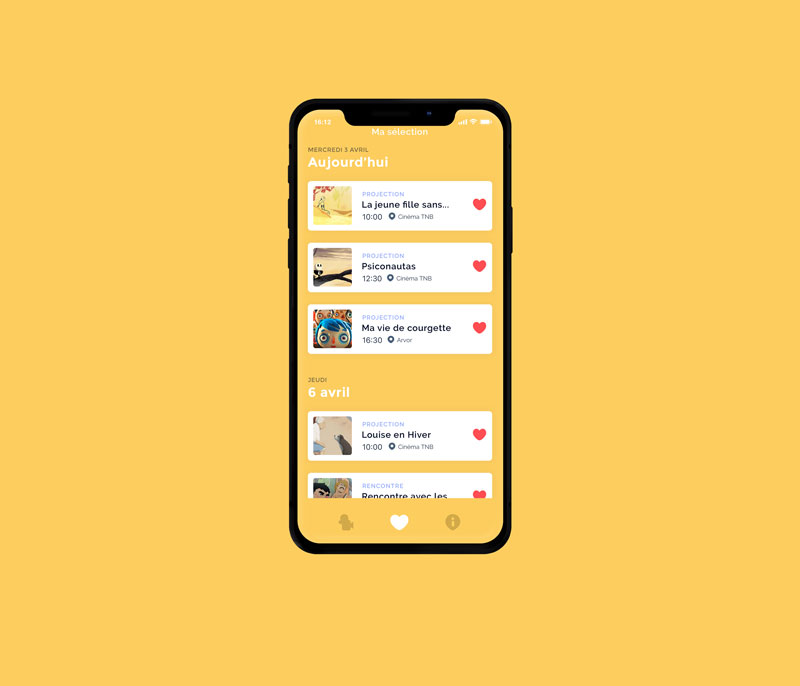 16:13
Ma sélection
MERCREDI 3 AVRIL
Aujourd'hui
PROJECTION
La jeune fille sans...
10:00 Cinéma TNB
PROJECTION
Psiconautas
12:30 Cinéma TNB
PROJECTION
Ma vie de courgette
16:30 Arvor
JEUDI
6 avril
PROJECTION
Louise en Hiver
10:00 Cinéma TNB
RENCONTRE
Rencontre avec les